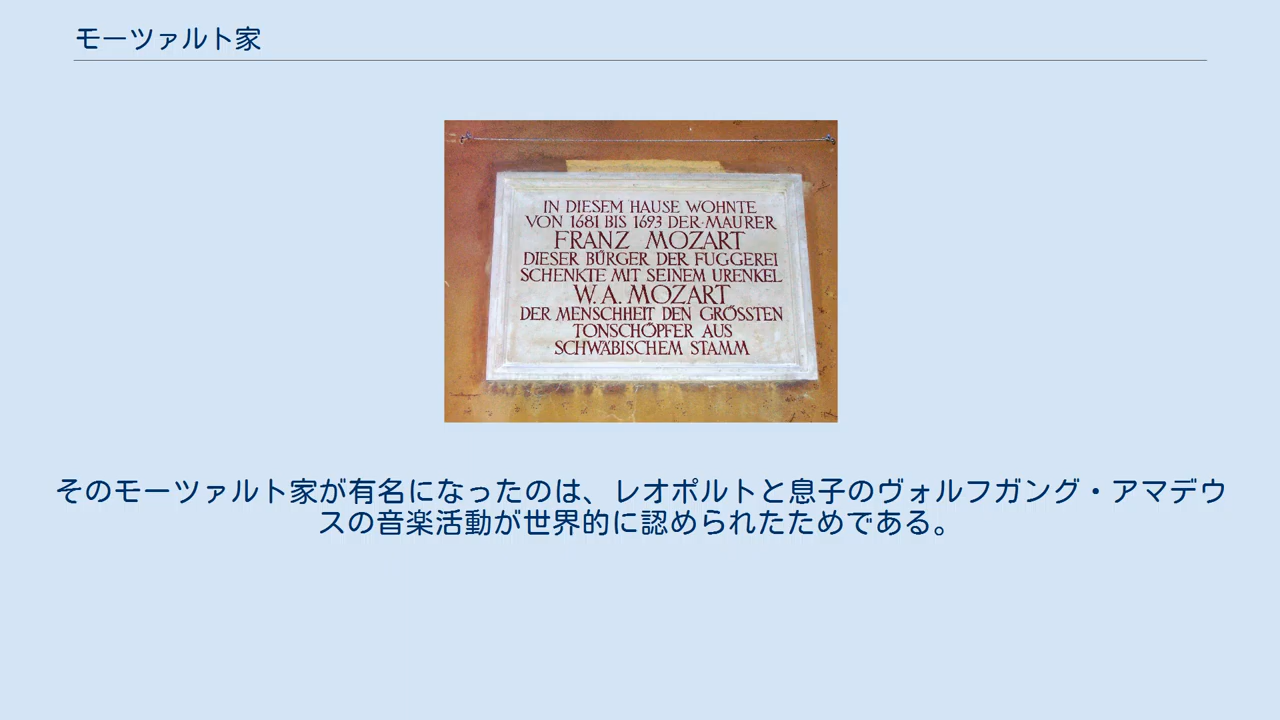 モーツァルト家
IN DIESEM HAUSE WOHNTE
VON 1681 BIS 1693 DER MAURER
FRANZ MOZART
DIESER BÜRGER DER FUGGEREI
SCHENKTE MIT SEINEM URENKEL
W. A. MOZART
DER MENSCHHEIT DEN GRÖSSTEN
TONSCHÖPFER AUS
SCHWÄBISCHEM STAMM
そのモーツァルト家が有名になったのは、レオポルトと息子のヴォルフガング・アマデウ
スの音楽活動が世界的に認められたためである。